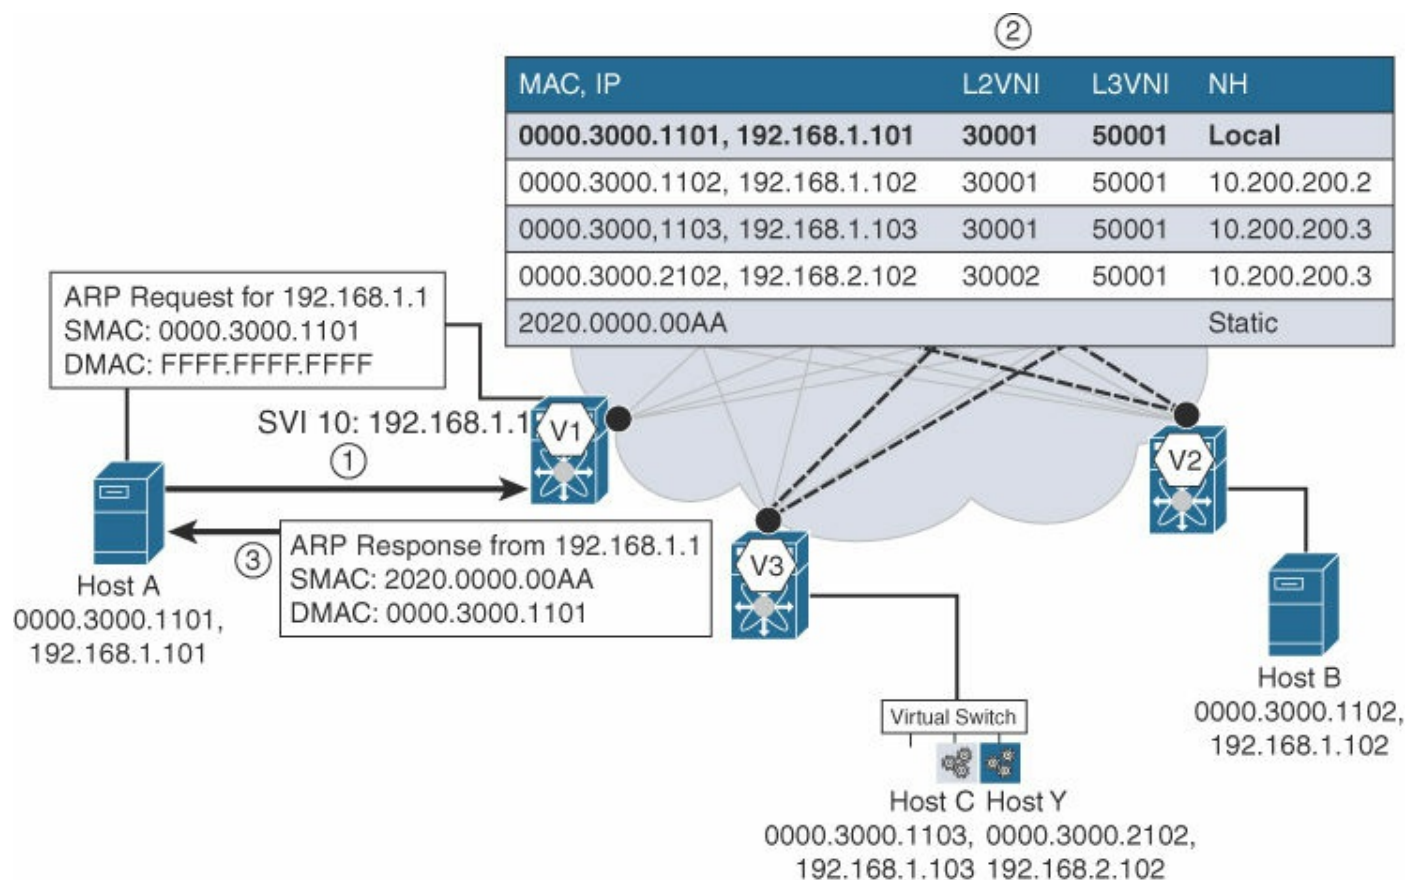 ②
MAC, IP L2VNI L3VNI NH
0000.3000.1101, 192.168.1.101 30001 50001 Local
0000.3000.1102, 192.168.1.102 30001 50001 10.200.200.2
0000.3000,1103, 192.168.1.103 30001 50001 10.200.200.3
0000.3000.2102, 192.168.2.102 30002 50001 10.200.200.3
2020.0000.00AA Static
ARP Request for 192.168.1.1
SMAC: 0000.3000.1101
DMAC: FFFF.FFFF.FFFF
SVI 10: 192.168.1.1
V1
①
V2
③
ARP Response from 192.168.1.1
SMAC: 2020.0000.00AA
DMAC: 0000.3000.1101
V3
Host A
0000.3000.1101,
192.168.1.101
Host B
0000.3000.1102,
192.168.1.102
Virtual Switch
Host C Host Y
0000.3000.1103, 0000.3000.2102,
192.168.1.103 192.168.2.102